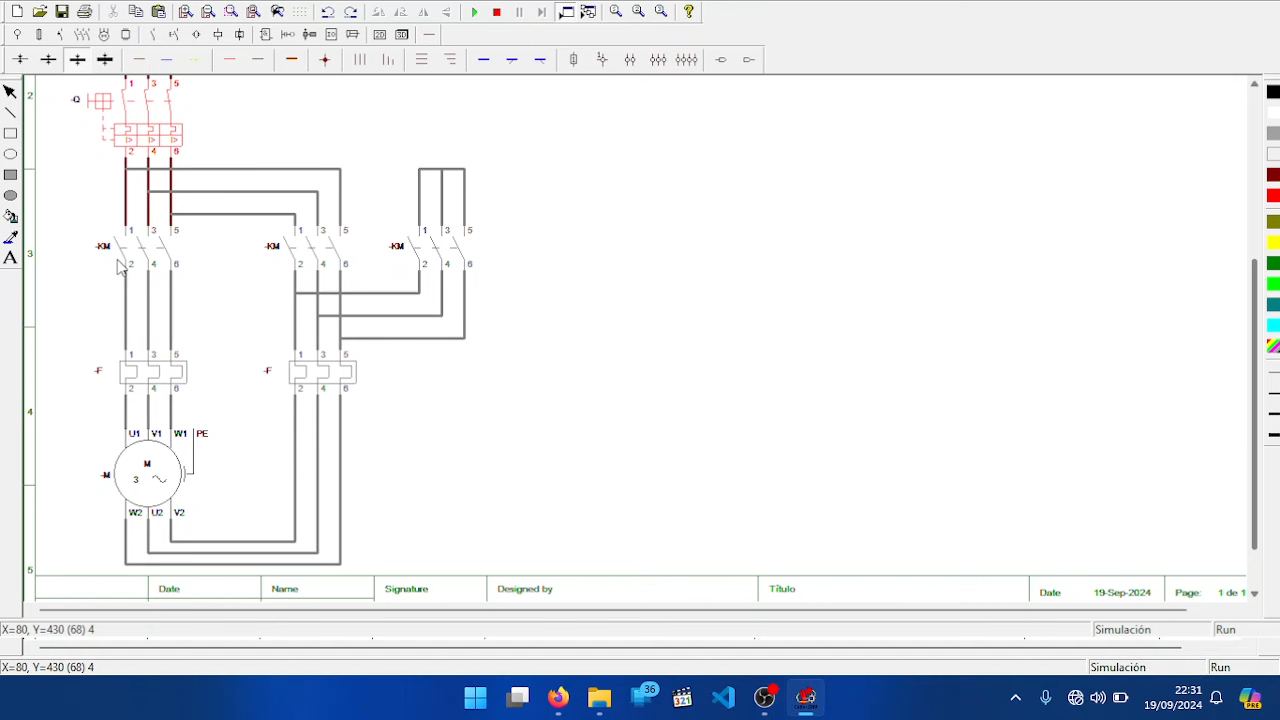 2D 3D
2
-Q 1 3 5
2 4 6
3
-KM 1 3 5 -KM 1 3 5 -KM 1 3 5
2 4 6 2 4 6 2 4 6
-F 1 3 5 -F 1 3 5
2 4 6 2 4 6
4
U1 V1 W1 PE
-M M
3
W2 U2 V2
5
Date Name Signature Designed by Título Date 19-Sep-2024 Page: 1 de 1
X=80, Y=430 (68) 4 Simulación Run
X=80, Y=430 (68) 4 Simulación Run
36 22:31
19/09/2024 PRE
A